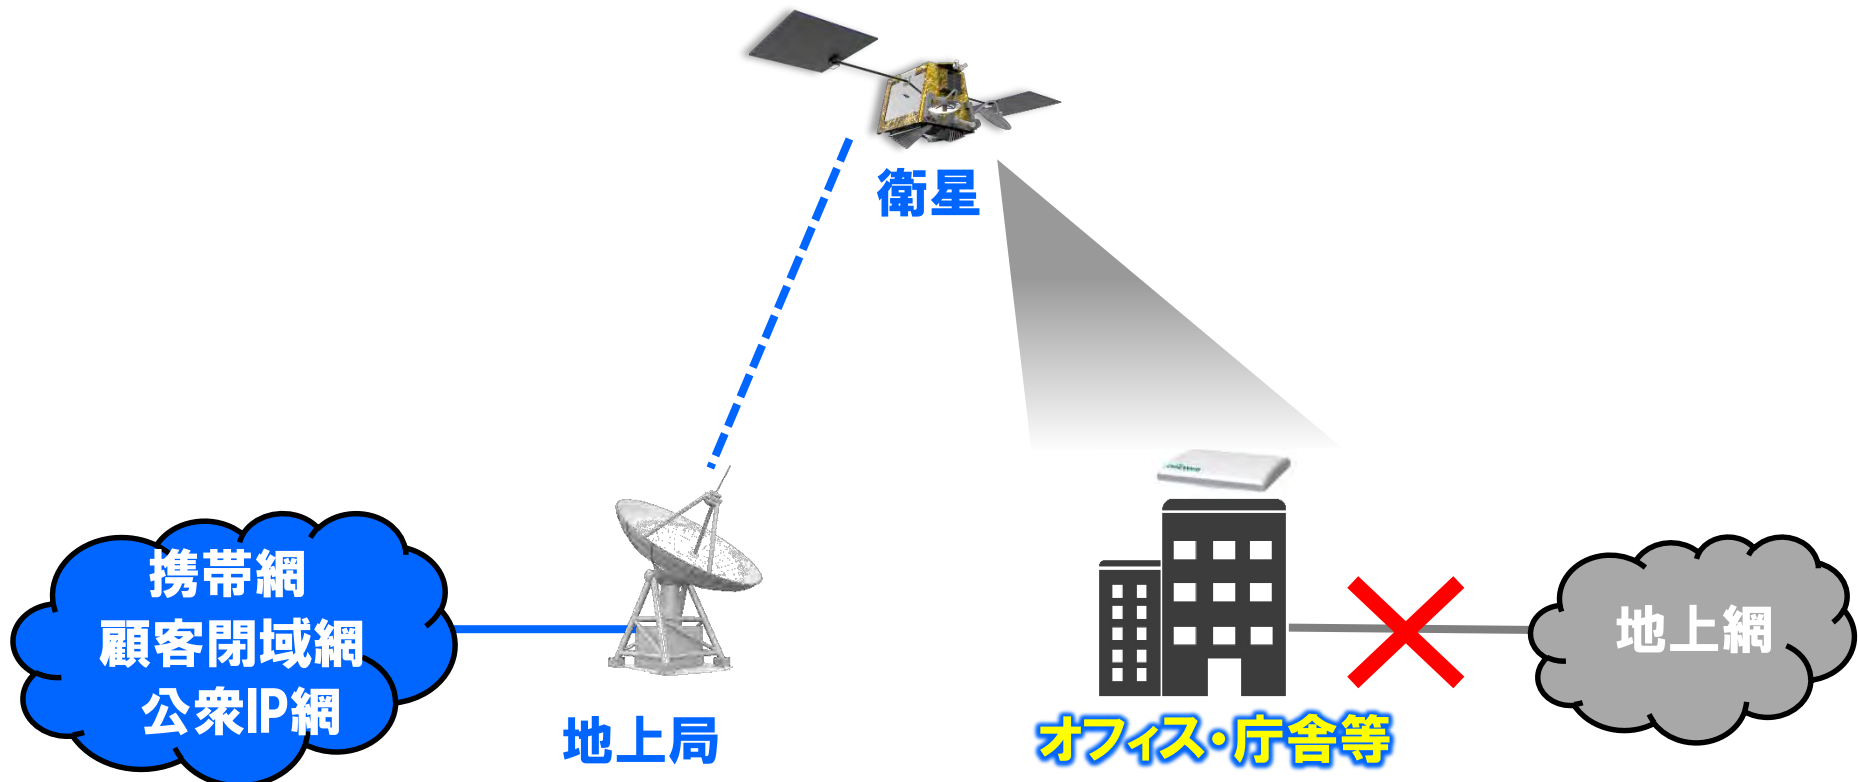 衛星
携帯網
顧客閉域網
公衆IP網
地上局
オフィス・庁舎等
地上網